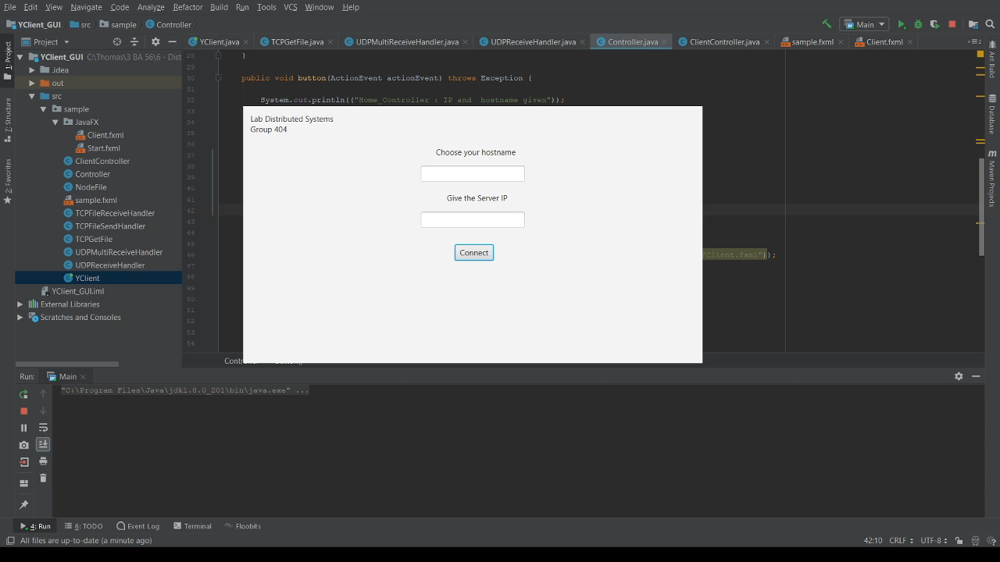 File Edit View Navigate Code Analyze Refactor Build Run Tools VCS Window Help
YClient_GUI src sample Controller Main
Project YClient.java TCPGetFile.java UDPMultiReceiveHandler.java UDPReceiveHandler.java Controller.java ClientController.java sample.fxml Client.fxml
1: Project
7: Structure
2: Favorites
Ant Build
Database
Maven Projects
YClient_GUI C:\Thomas\3 BA 56\6 - Dist
.idea
out
src
sample
JavaFX
Client.fxml
Start.fxml
ClientController
Controller
NodeFile
sample.fxml
TCPFileReceiveHandler
TCPFileSendHandler
TCPGetFile
UDPMultiReceiveHandler
UDPReceiveHandler
YClient
YClient_GUI.iml
External Libraries
Scratches and Consoles
28 }
29
30 public void button(ActionEvent actionEvent) throws Exception {
31
32 System.out.println(("Home_Controller : IP and hostname given"));
33
34
35
36
37
38
39
40
41
42
43
44
45
46 /Client.fxml"));
47
48
49
50
51
52
53
54
Lab Distributed Systems
Group 404
Choose your hostname
Give the Server IP
Connect
Run: Main
"C:\Program Files\Java\jdk1.8.0_201\bin\java.exe" ...
4: Run 6: TODO Event Log Terminal Floobits
All files are up-to-date (a minute ago) 42:10 CRLF UTF-8